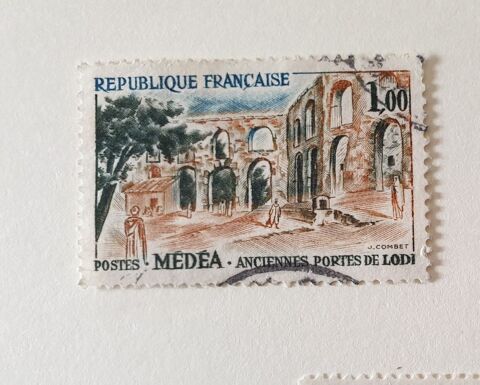 REPUBLIQUE FRANÇAISE
1,00
J. COMBET
POSTES · MÉDÉA · ANCIENNES PORTES DE LODI